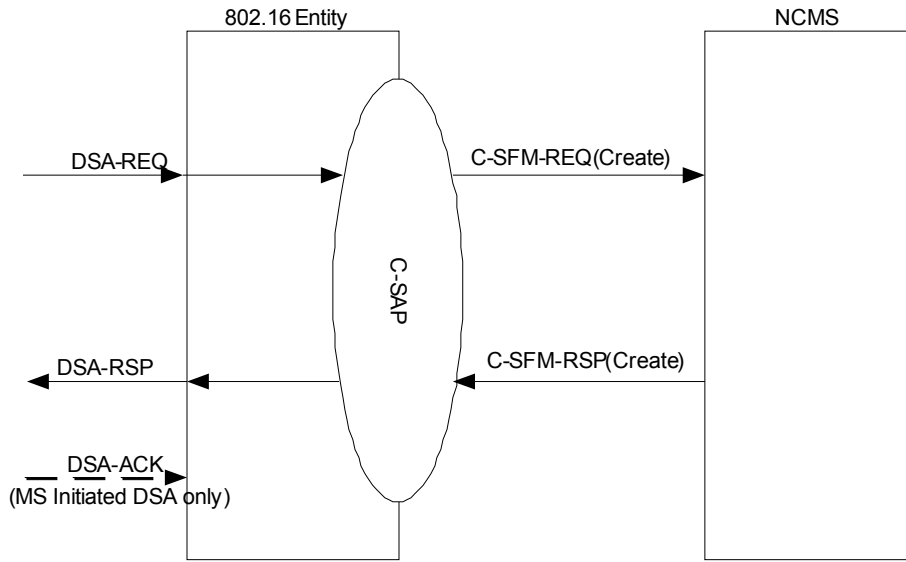 802.16 Entity
NCMS
DSA-REQ
C-SFM-REQ(Create)
C-SAP
DSA-RSP
C-SFM-RSP(Create)
DSA-ACK
(MS Initiated DSA only)